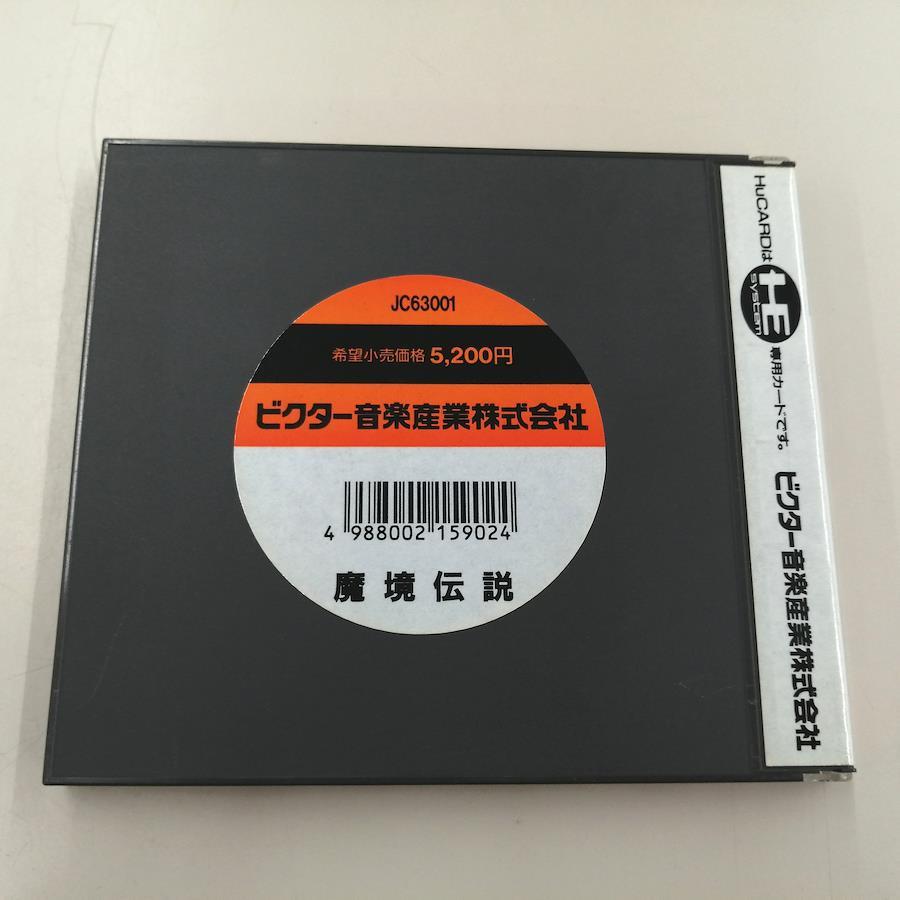 JC63001
希望小売価格 5,200円
ビクター音楽産業株式会社
4 988002 159024
魔境伝説
HuCARDは HE system 専用カードです。 ビクター音楽産業株式会社